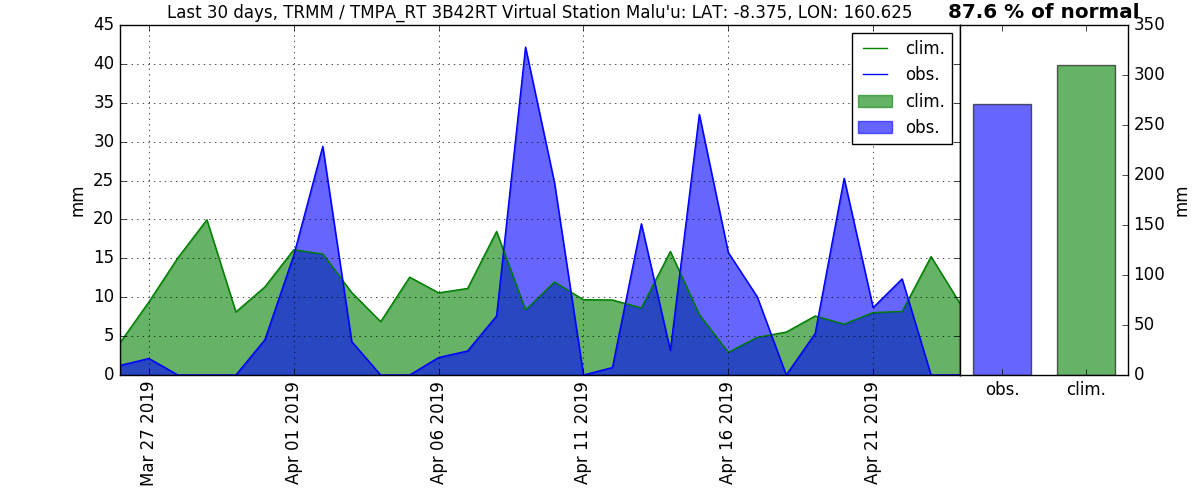 Last 30 days, TRMM / TMPA_RT 3B42RT Virtual Station Malu'u: LAT: -8.375, LON: 160.625
87.6 % of normal
45
40
35
30
25
20
15
10
5
0
mm
clim.
obs.
clim.
obs.
350
300
250
200
150
100
50
0
mm
obs.
clim.
Mar 27 2019
Apr 01 2019
Apr 06 2019
Apr 11 2019
Apr 16 2019
Apr 21 2019